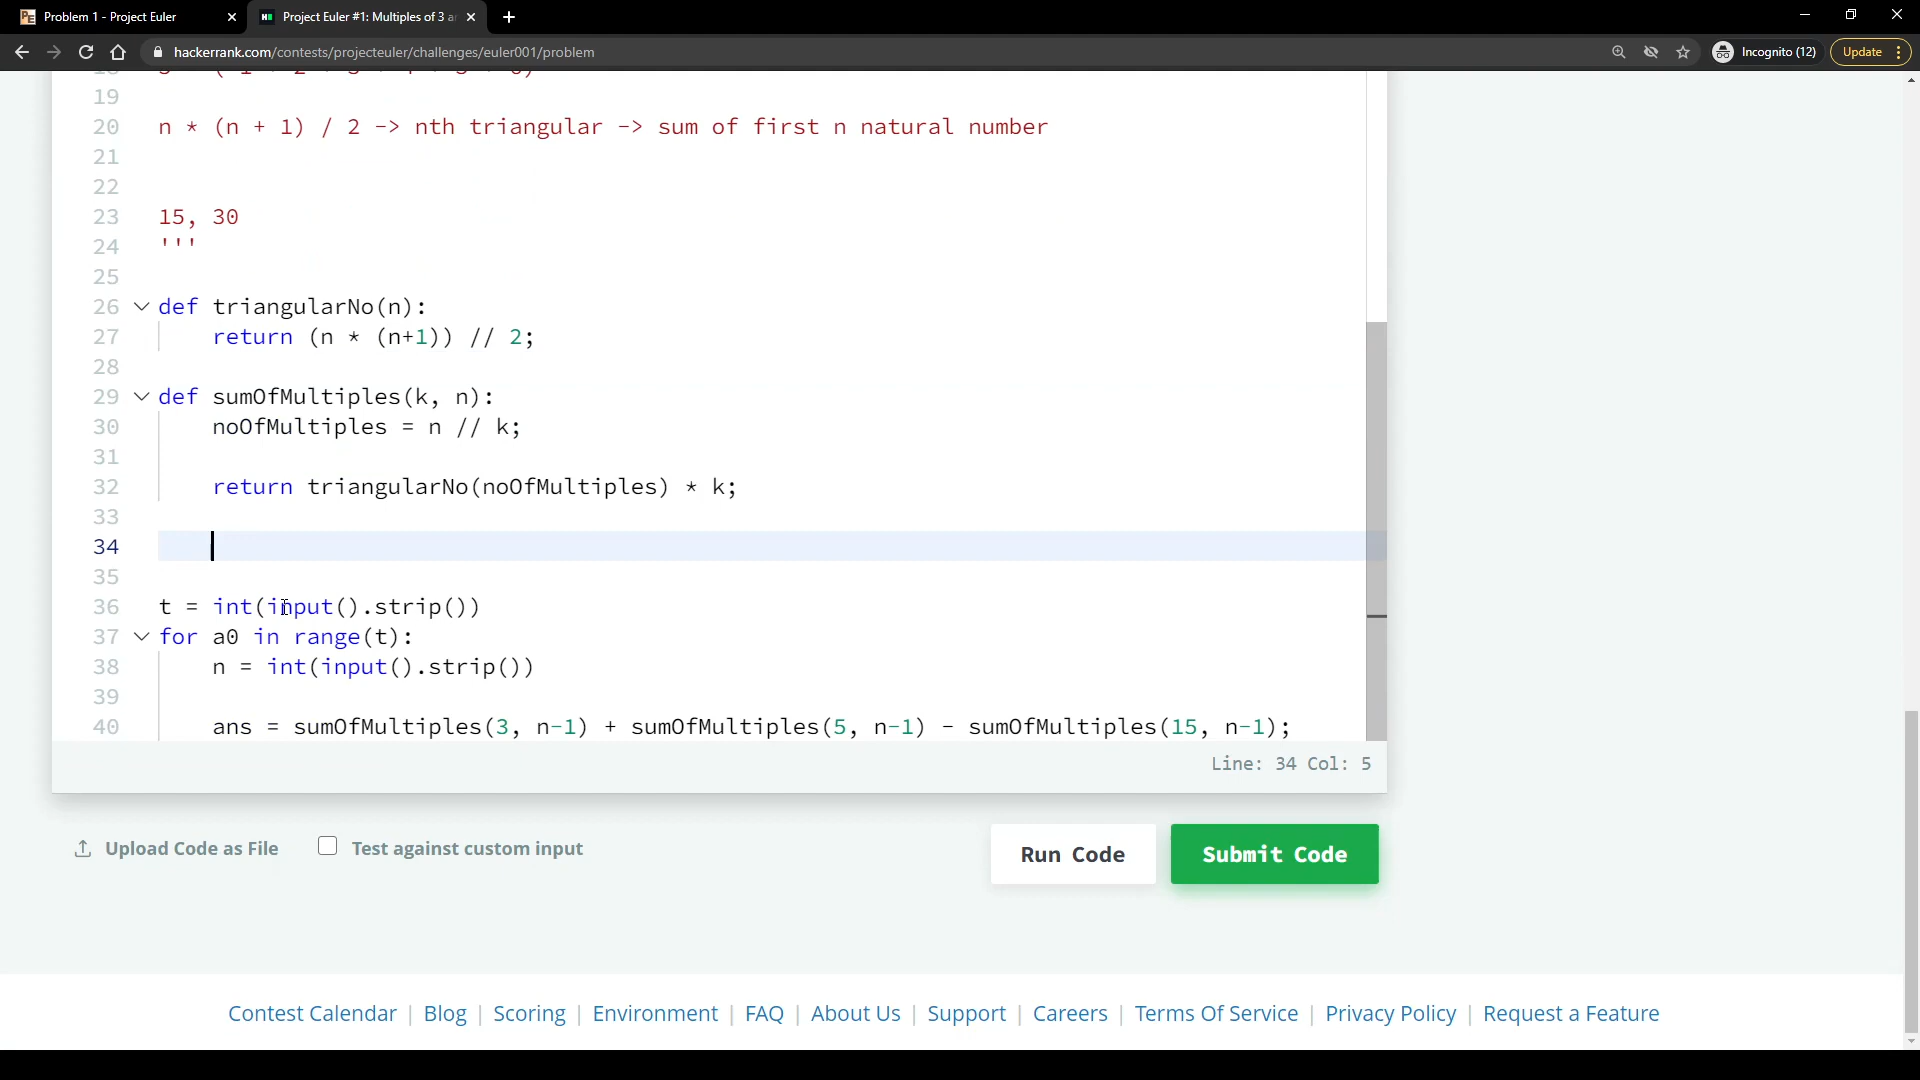 Problem 1 - Project Euler
Project Euler #1: Multiples of 3 a
hackerrank.com/contests/projecteuler/challenges/euler001/problem
Incognito (12)
Update
19
20 n * (n + 1) / 2 -> nth triangular -> sum of first n natural number
21
22
23 15, 30
24 '''
25
26 def triangularNo(n):
27 return (n * (n+1)) // 2;
28
29 def sumOfMultiples(k, n):
30 noOfMultiples = n // k;
31
32 return triangularNo(noOfMultiples) * k;
33
34
35
36 t = int(input().strip())
37 for a0 in range(t):
38 n = int(input().strip())
39
40 ans = sumOfMultiples(3, n-1) + sumOfMultiples(5, n-1) - sumOfMultiples(15, n-1);
Line: 34 Col: 5
Upload Code as File
Test against custom input
Run Code
Submit Code
Contest Calendar | Blog | Scoring | Environment | FAQ | About Us | Support | Careers | Terms Of Service | Privacy Policy | Request a Feature